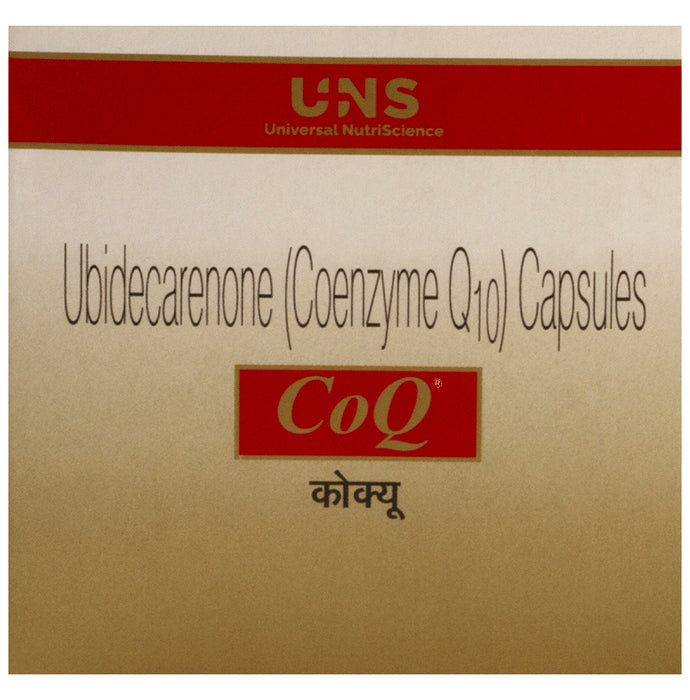 UNS
Universal NutriScience
Ubidecarenone (Coenzyme Q10) Capsules
CoQ®
कोक्यू